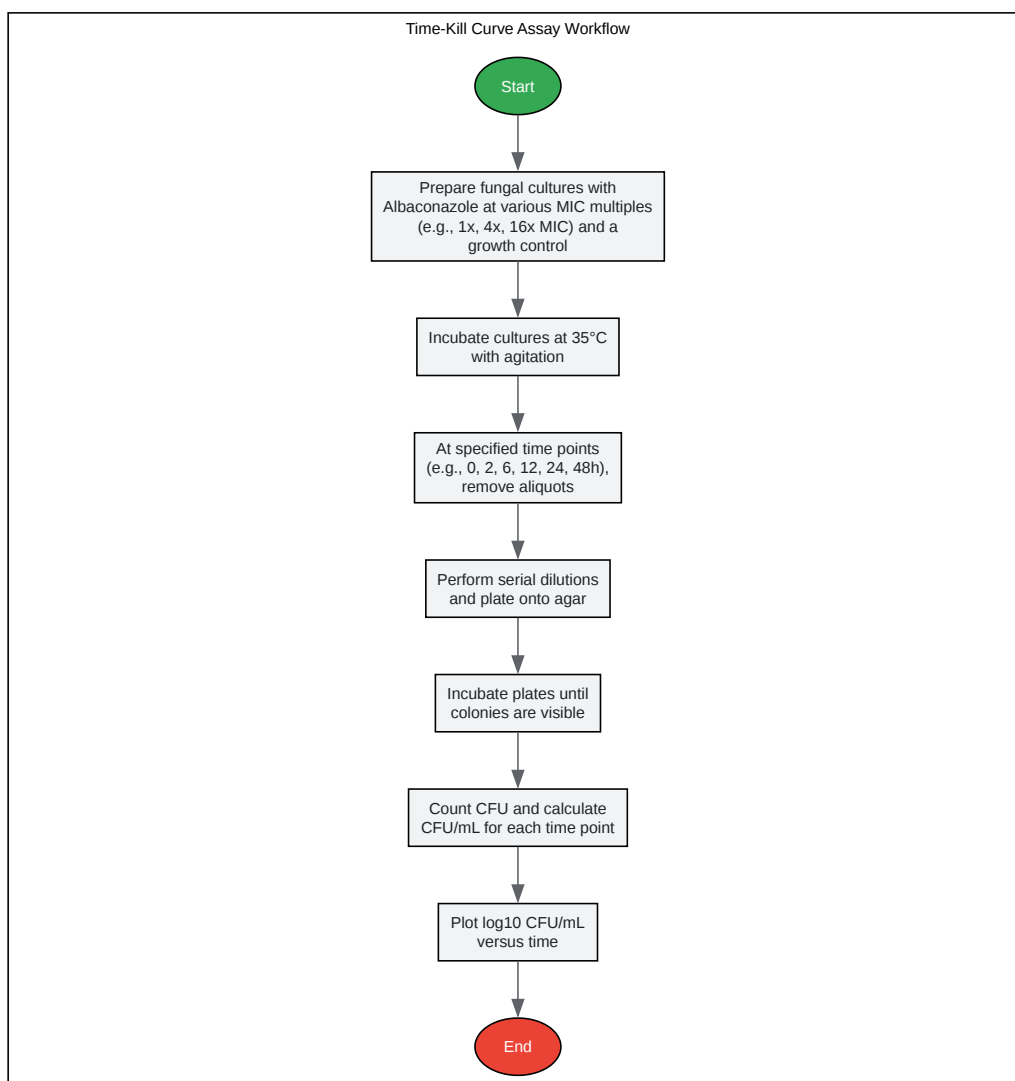 Time-Kill Curve Assay Workflow
Start
Prepare fungal cultures with
Albaconazole at various MIC multiples
(e.g., 1x, 4x, 16x MIC) and a
growth control
Incubate cultures at 35°C
with agitation
At specified time points
(e.g., 0, 2, 6, 12, 24, 48h),
remove aliquots
Perform serial dilutions
and plate onto agar
Incubate plates until
colonies are visible
Count CFU and calculate
CFU/mL for each time point
Plot log10 CFU/mL
versus time
End